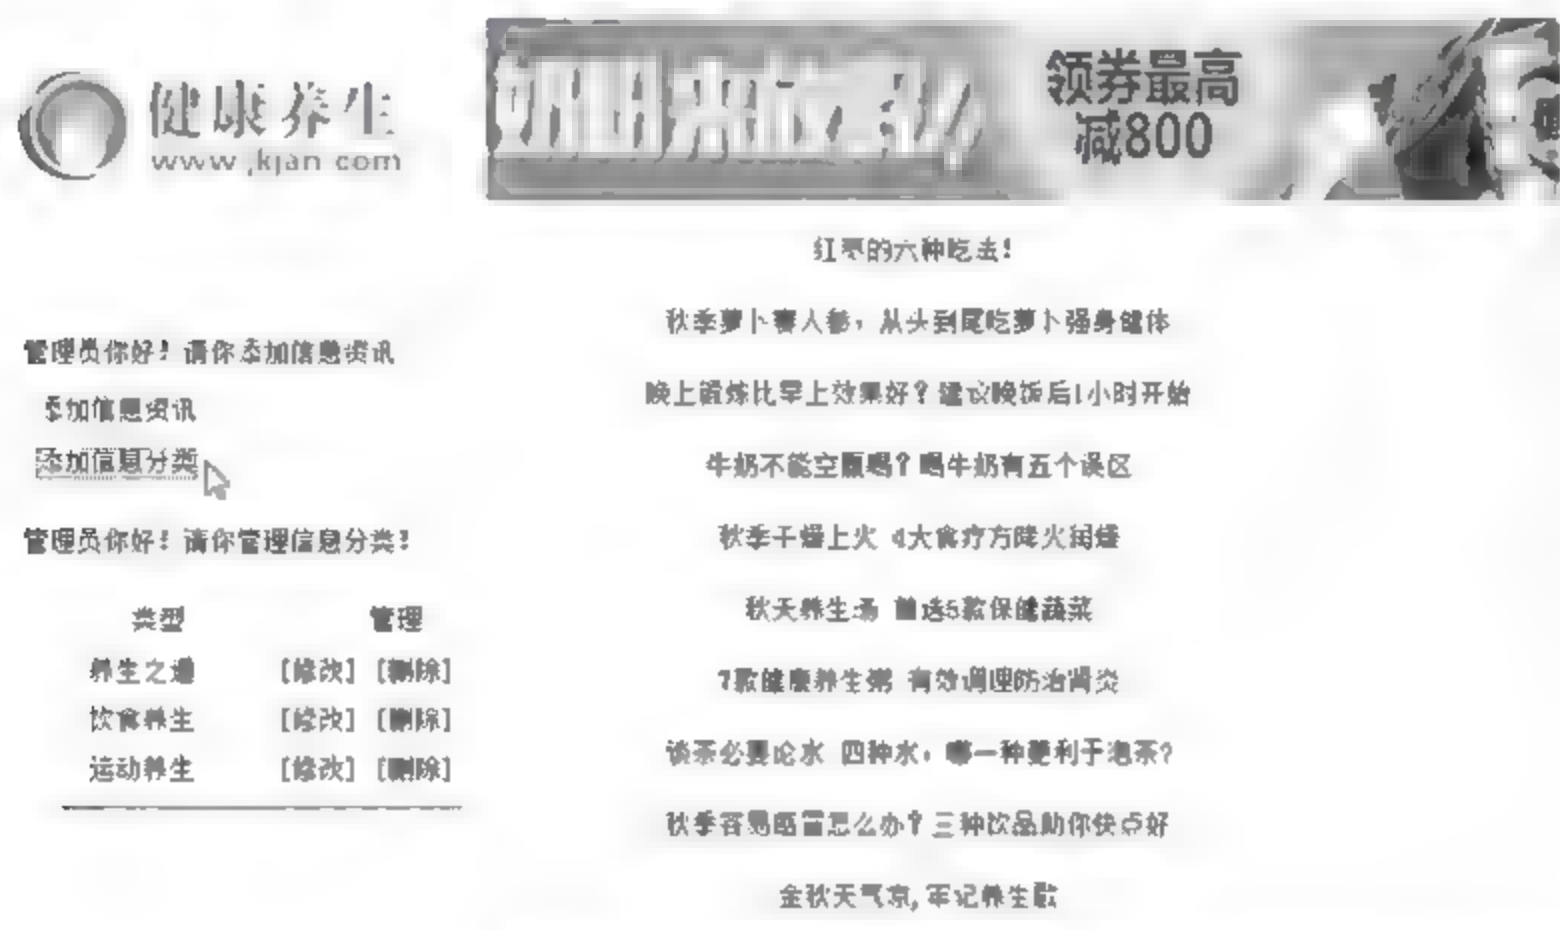 健康养生
www.jkjan.com
领券最高
减800
红枣的六种吃法!
秋季萝卜赛人参，从头到尾吃萝卜强身健体
管理员你好！请你添加信息资讯
晚上锻炼比早上效果好？建议晚饭后1小时开始
添加信息资讯
添加信息分类
牛奶不能空腹喝？喝牛奶有五个误区
管理员你好！请你管理信息分类！
秋季干燥上火 4大食疗方降火润燥
类型 管理
秋天养生汤 首选5款保健蔬菜
养生之道 [修改] [删除]
7款健康养生粥 有效调理防治肾炎
饮食养生 [修改] [删除]
谈茶必要论水 四种水，哪一种更利于泡茶?
运动养生 [修改] [删除]
秋季容易感冒怎么办？三种饮品助你快点好
金秋天气凉,牢记养生歌